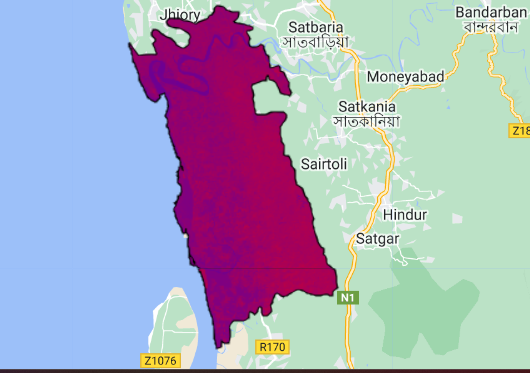 Jhiory
Satbaria
সাতবাড়িয়া
Bandarban
বান্দরবান
Moneyabad
Satkania
সাতকানিয়া
Z18
Sairtoli
Hindur
Satgar
N1
R170
Z1076